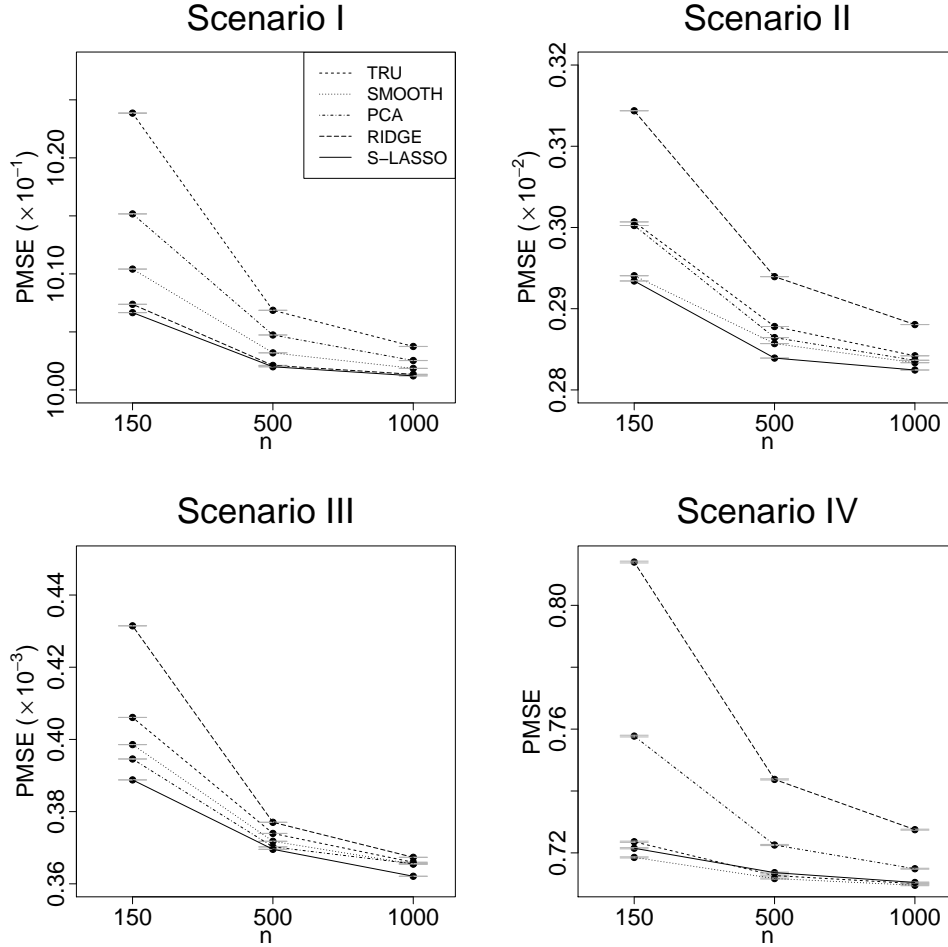 Scenario I
PMSE (×10⁻¹)
10.00
10.10
10.20
150
500
1000
n
TRU
SMOOTH
PCA
RIDGE
S−LASSO
Scenario II
PMSE (×10⁻²)
0.28
0.29
0.30
0.31
0.32
150
500
1000
n
Scenario III
PMSE (×10⁻³)
0.36
0.38
0.40
0.42
0.44
150
500
1000
n
Scenario IV
PMSE
0.72
0.76
0.80
150
500
1000
n